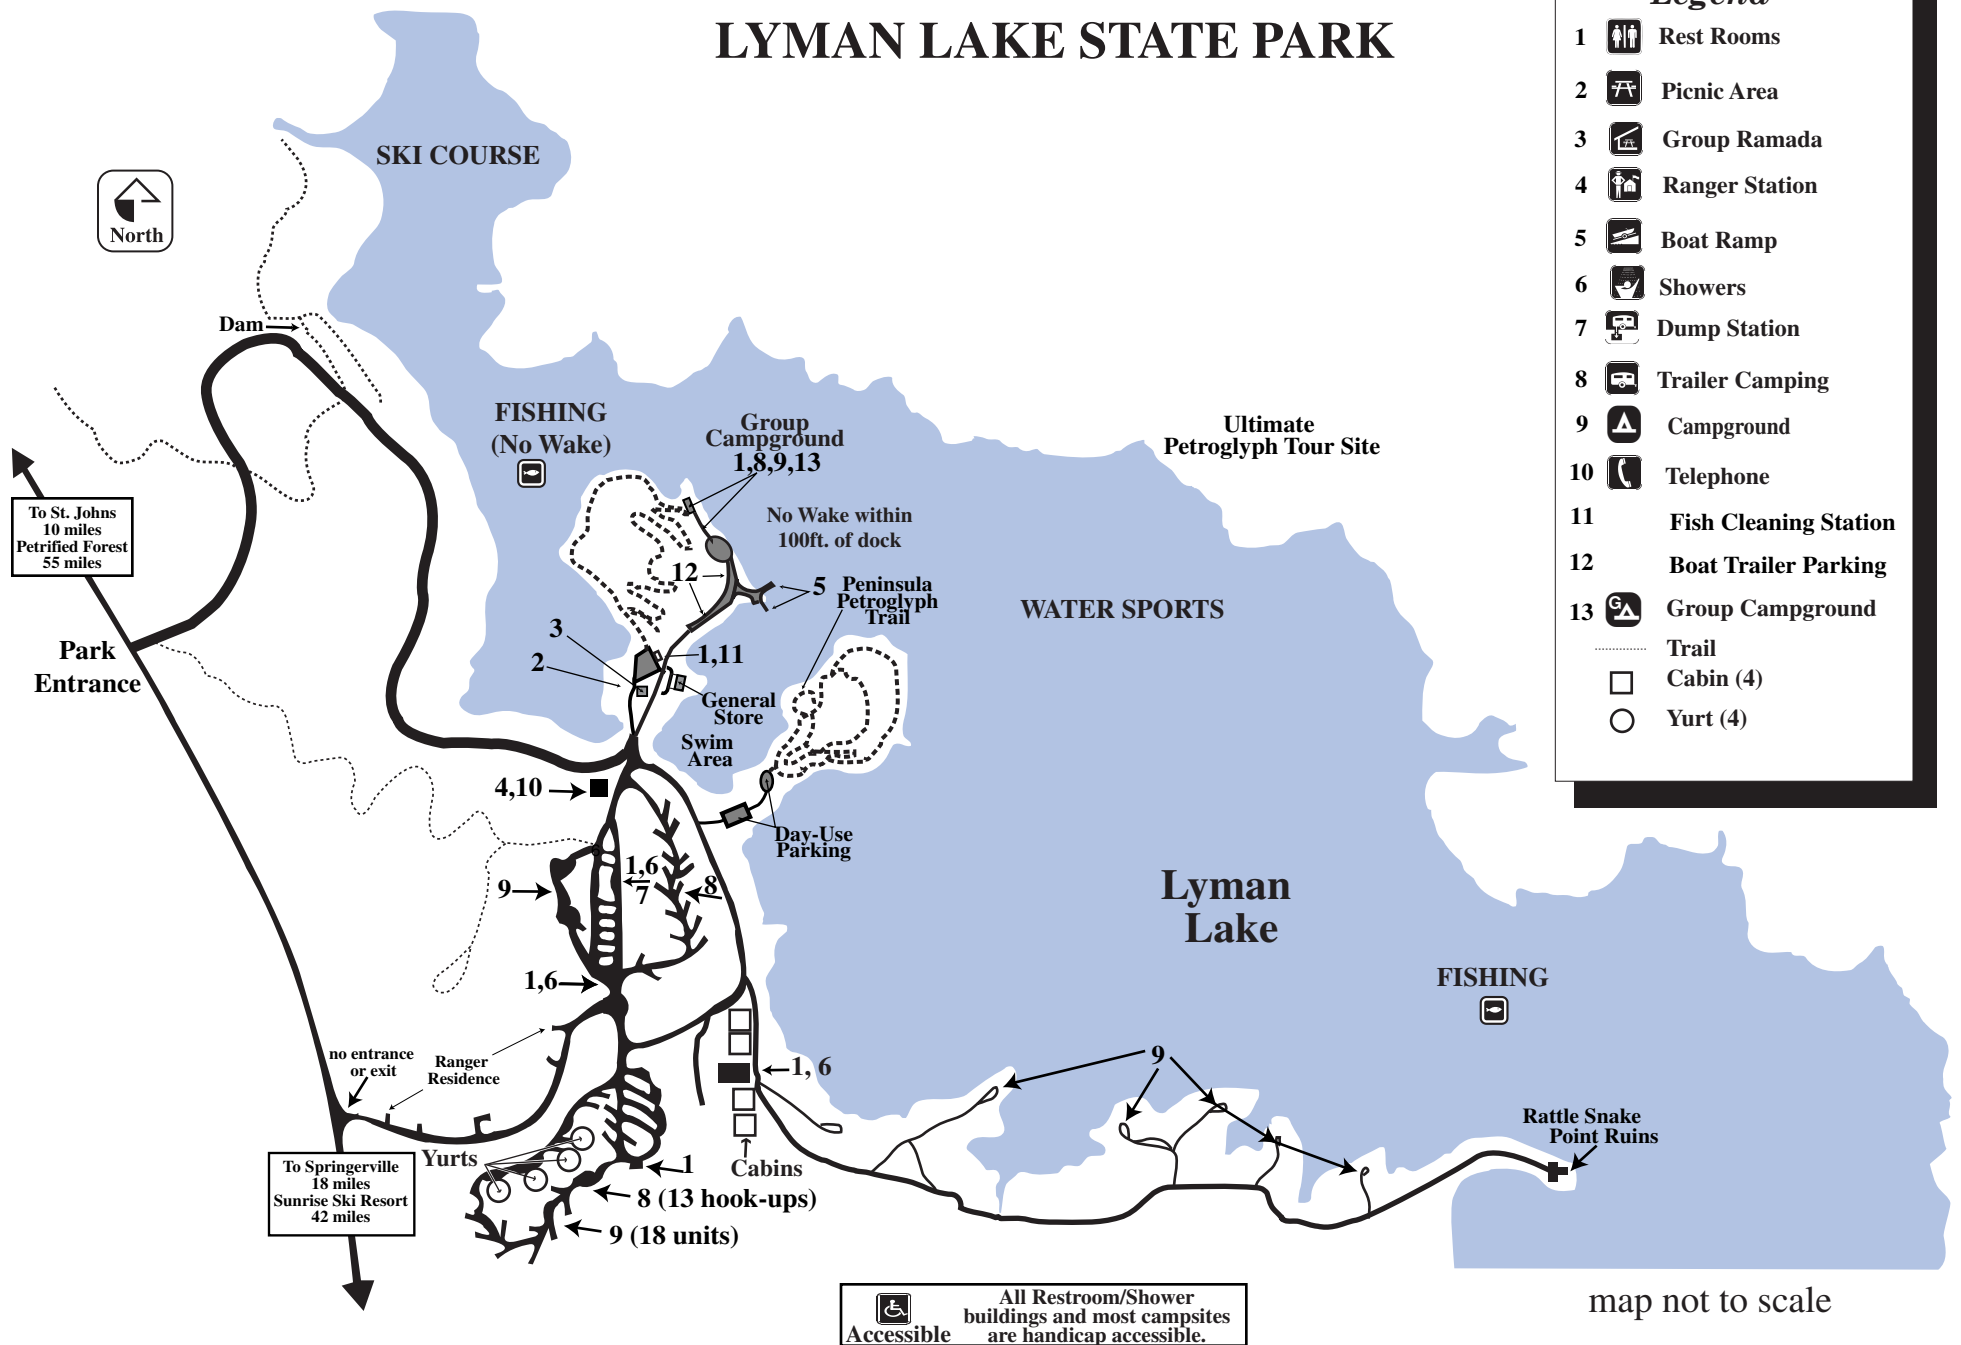 LYMAN LAKE STATE PARK
Legend
1 Rest Rooms
2 Picnic Area
3 Group Ramada
4 Ranger Station
5 Boat Ramp
6 Showers
7 Dump Station
8 Trailer Camping
9 Campground
10 Telephone
11 Fish Cleaning Station
12 Boat Trailer Parking
13 G Group Campground
Trail
Cabin (4)
Yurt (4)
SKI COURSE
North
Dam
FISHING
(No Wake)
Group
Campground
1,8,9,13
Ultimate
Petroglyph Tour Site
To St. Johns
10 miles
Petrified Forest
55 miles
No Wake within
100ft. of dock
12
5
Peninsula
Petroglyph
Trail
WATER SPORTS
Park
Entrance
3
2
1,11
General
Store
Swim
Area
4,10
Day-Use
Parking
9
1,6
7
8
Lyman
Lake
1,6
FISHING
no entrance
or exit
Ranger
Residence
1, 6
9
Rattle Snake
Point Ruins
Yurts
1
Cabins
To Springerville
18 miles
Sunrise Ski Resort
42 miles
8 (13 hook-ups)
9 (18 units)
Accessible
All Restroom/Shower
buildings and most campsites
are handicap accessible.
map not to scale